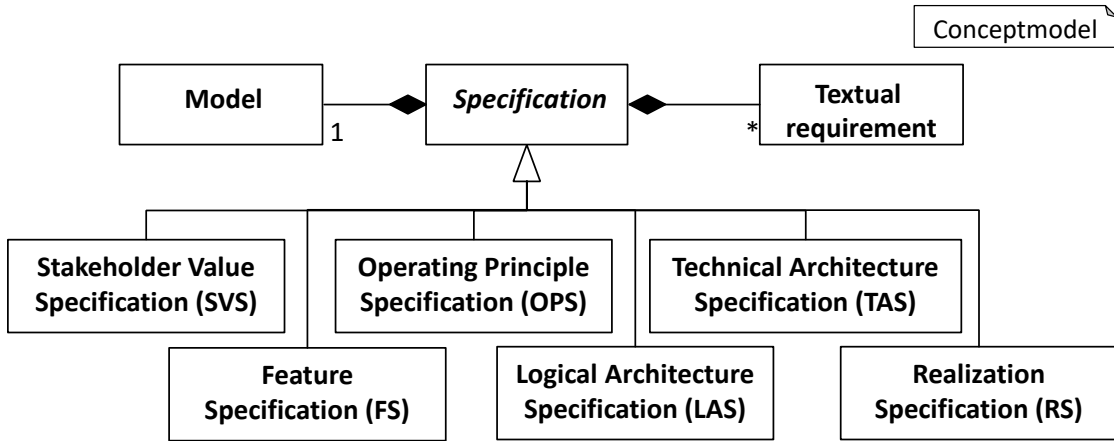 Conceptmodel
Model
Specification
Textual
requirement
1
*
Stakeholder Value
Specification (SVS)
Operating Principle
Specification (OPS)
Technical Architecture
Specification (TAS)
Feature
Specification (FS)
Logical Architecture
Specification (LAS)
Realization
Specification (RS)